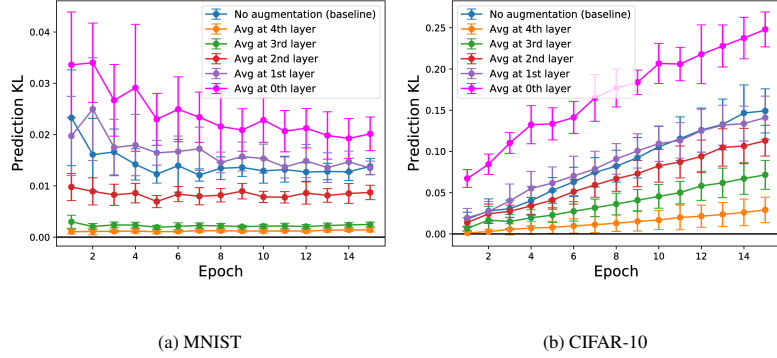 0.04
0.03
0.02
0.01
0.00
Prediction KL
2 4 6 8 10 12 14
Epoch
No augmentation (baseline)
Avg at 4th layer
Avg at 3rd layer
Avg at 2nd layer
Avg at 1st layer
Avg at 0th layer
(a) MNIST
0.25
0.20
0.15
0.10
0.05
0.00
Prediction KL
2 4 6 8 10 12 14
Epoch
No augmentation (baseline)
Avg at 4th layer
Avg at 3rd layer
Avg at 2nd layer
Avg at 1st layer
Avg at 0th layer
(b) CIFAR-10